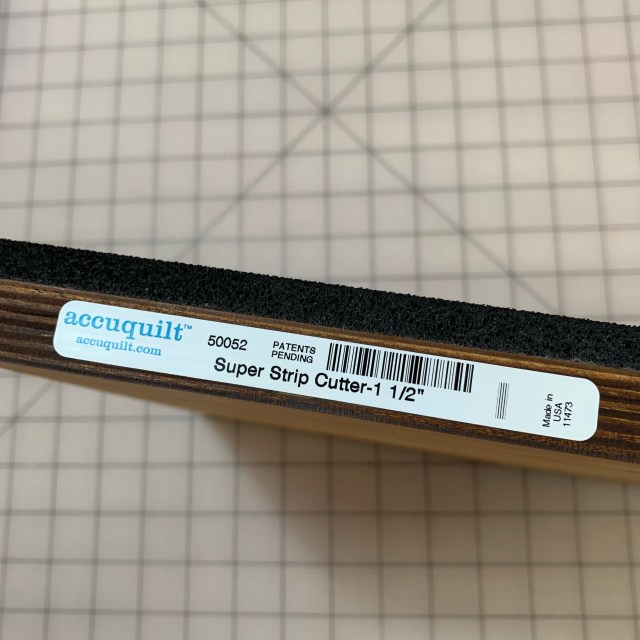 accuquilt™
accuquilt.com
50052
PATENTS
PENDING
Super Strip Cutter-1 1/2"
Made in
USA
11473